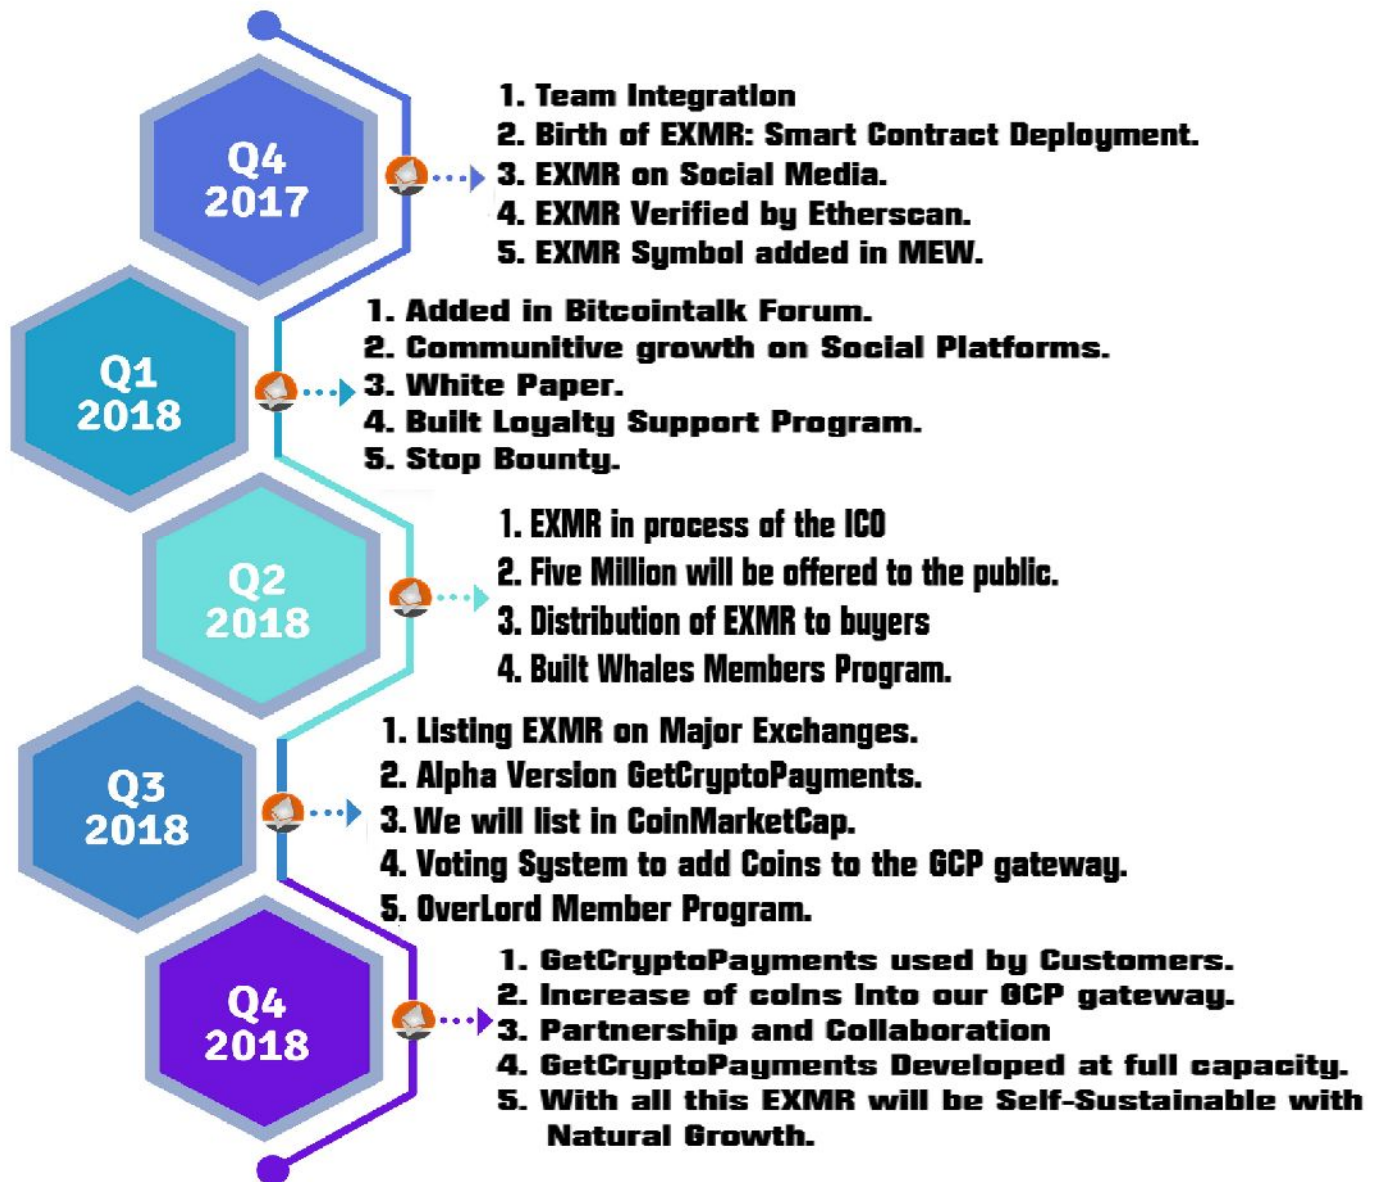 Q4
2017
1. Team Integration
2. Birth of EXMR: Smart Contract Deployment.
3. EXMR on Social Media.
4. EXMR Verified by Etherscan.
5. EXMR Symbol added in MEW.
Q1
2018
1. Added in Bitcointalk Forum.
2. Communitive growth on Social Platforms.
3. White Paper.
4. Built Loyalty Support Program.
5. Stop Bounty.
Q2
2018
1. EXMR in process of the ICO
2. Five Million will be offered to the public.
3. Distribution of EXMR to buyers
4. Built Whales Members Program.
Q3
2018
1. Listing EXMR on Major Exchanges.
2. Alpha Version GetCryptoPayments.
3. We will list in CoinMarketCap.
4. Voting System to add Coins to the GCP gateway.
5. OverLord Member Program.
Q4
2018
1. GetCryptoPayments used by Customers.
2. Increase of coins Into our GCP gateway.
3. Partnership and Collaboration
4. GetCryptoPayments Developed at full capacity.
5. With all this EXMR will be Self-Sustainable with
Natural Growth.